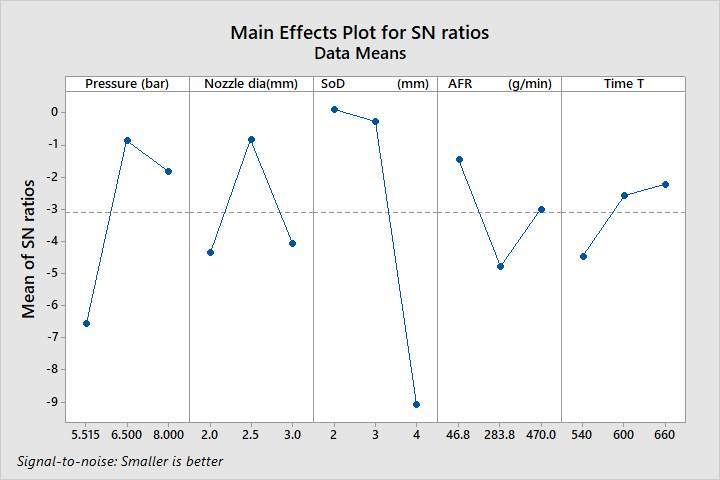 Main Effects Plot for SN ratios
Data Means
Pressure (bar) Nozzle dia(mm) SoD (mm) AFR (g/min) Time T
Mean of SN ratios
0
-1
-2
-3
-4
-5
-6
-7
-8
-9
5.515 6.500 8.000 2.0 2.5 3.0 2 3 4 46.8 283.8 470.0 540 600 660
Signal-to-noise: Smaller is better